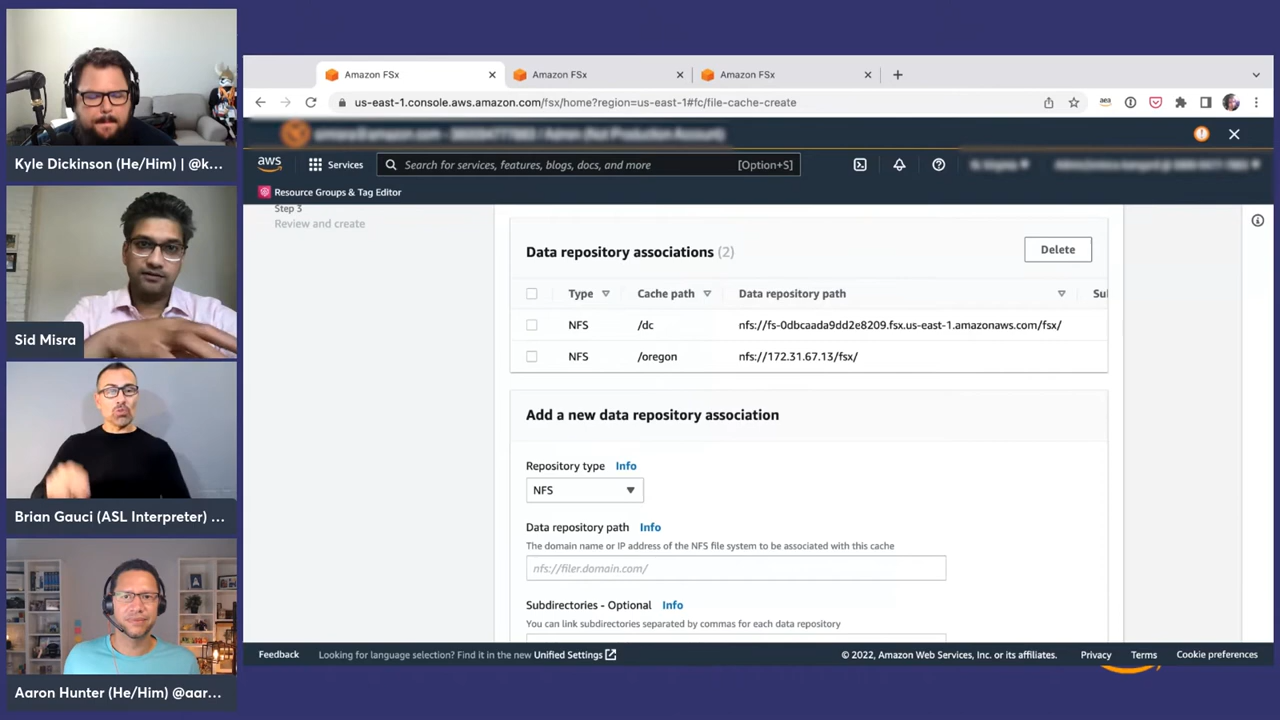 Kyle Dickinson (He/Him) | @k...
Sid Misra
Brian Gauci (ASL Interpreter) ...
Aaron Hunter (He/Him) @aar...
Amazon FSx
Amazon FSx
Amazon FSx
us-east-1.console.aws.amazon.com/fsx/home?region=us-east-1#fc/file-cache-create
aws
Services
Search for services, features, blogs, docs, and more
[Option+S]
Resource Groups & Tag Editor
Step 3
Review and create
Data repository associations (2)
Delete
Type Cache path Data repository path Su
NFS /dc nfs://fs-0dbcaada9dd2e8209.fsx.us-east-1.amazonaws.com/fsx/
NFS /oregon nfs://172.31.67.13/fsx/
Add a new data repository association
Repository type Info
NFS
Data repository path Info
The domain name or IP address of the NFS file system to be associated with this cache
nfs://filer.domain.com/
Subdirectories - Optional Info
You can link subdirectories separated by commas for each data repository
Feedback Looking for language selection? Find it in the new Unified Settings © 2022, Amazon Web Services, Inc. or its affiliates. Privacy Terms Cookie preferences